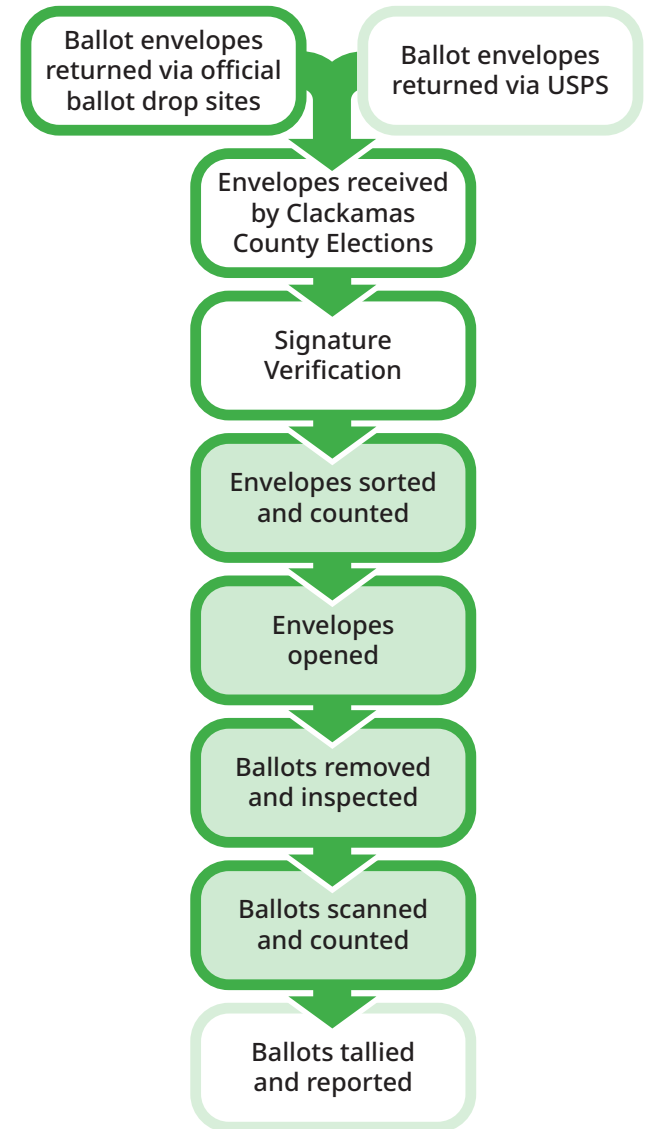 Ballot envelopes
returned via official
ballot drop sites
Ballot envelopes
returned via USPS
Envelopes received
by Clackamas
County Elections
Signature
Verification
Envelopes sorted
and counted
Envelopes
opened
Ballots removed
and inspected
Ballots scanned
and counted
Ballots tallied
and reported